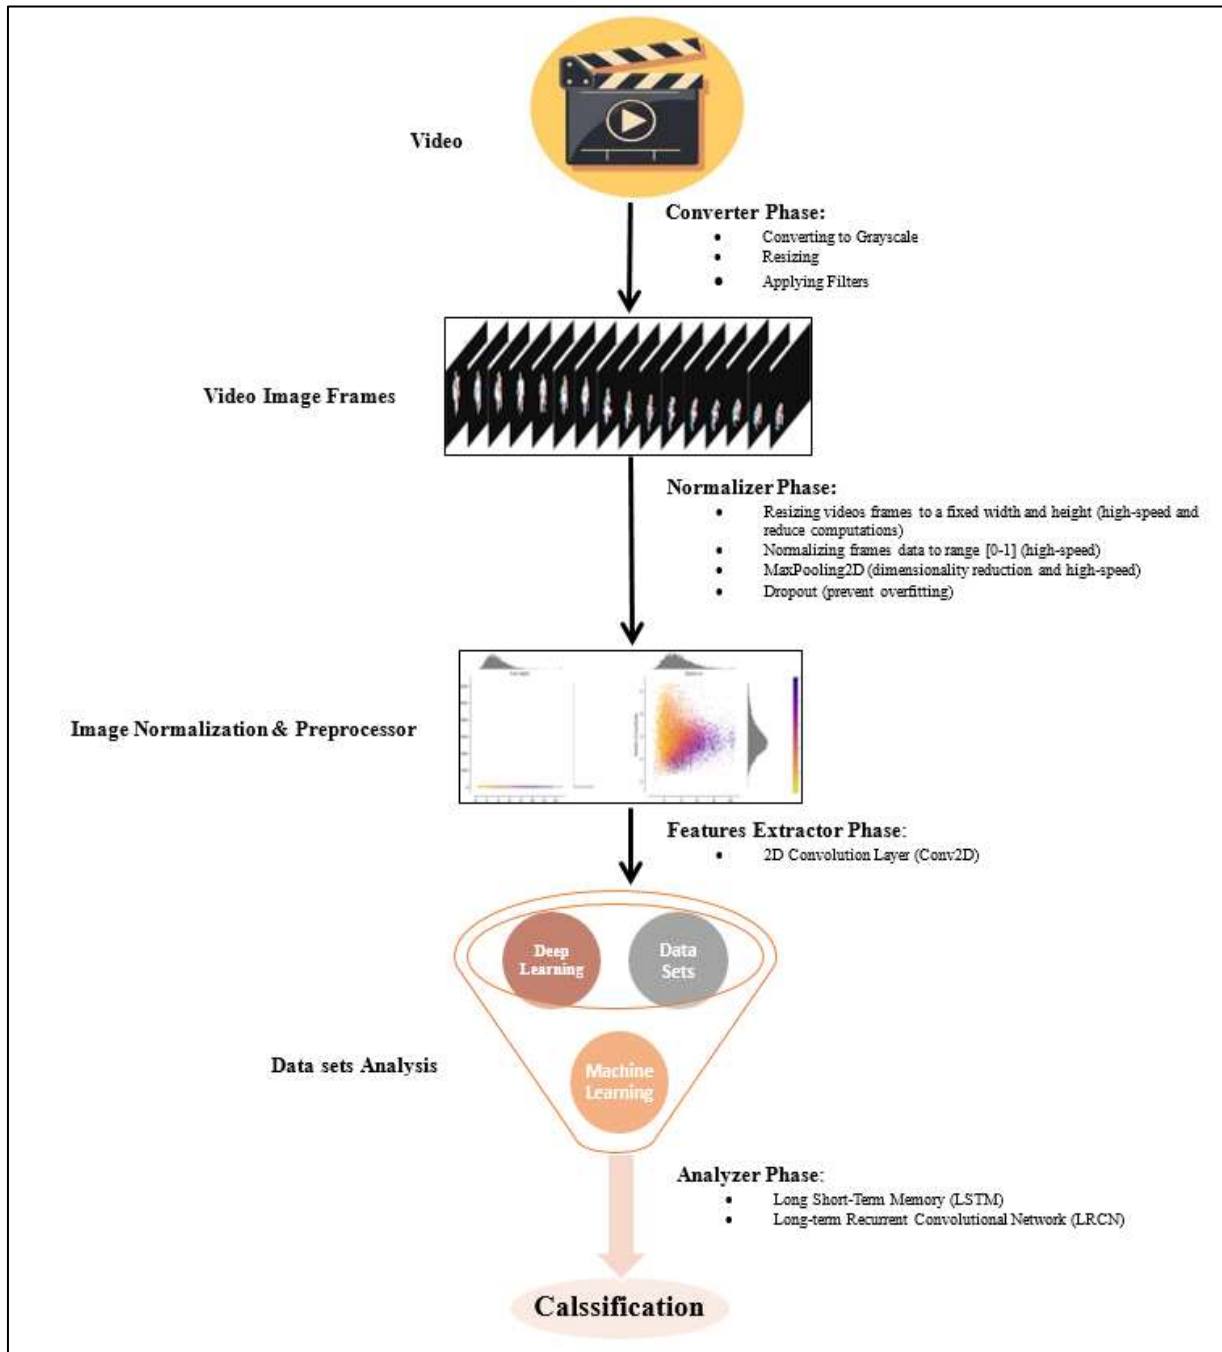 Video
Converter Phase:
• Converting to Grayscale
• Resizing
• Applying Filters
Video Image Frames
Normalizer Phase:
• Resizing videos frames to a fixed width and height (high-speed and
reduce computations)
• Normalizing frames data to range [0-1] (high-speed)
• MaxPooling2D (dimensionality reduction and high-speed)
• Dropout (prevent overfitting)
Image Normalization & Preprocessor
Features Extractor Phase:
• 2D Convolution Layer (Conv2D)
Deep
Learning
Data
Sets
Data sets Analysis
Machine
Learning
Analyzer Phase:
• Long Short-Term Memory (LSTM)
• Long-term Recurrent Convolutional Network (LRCN)
Calssification